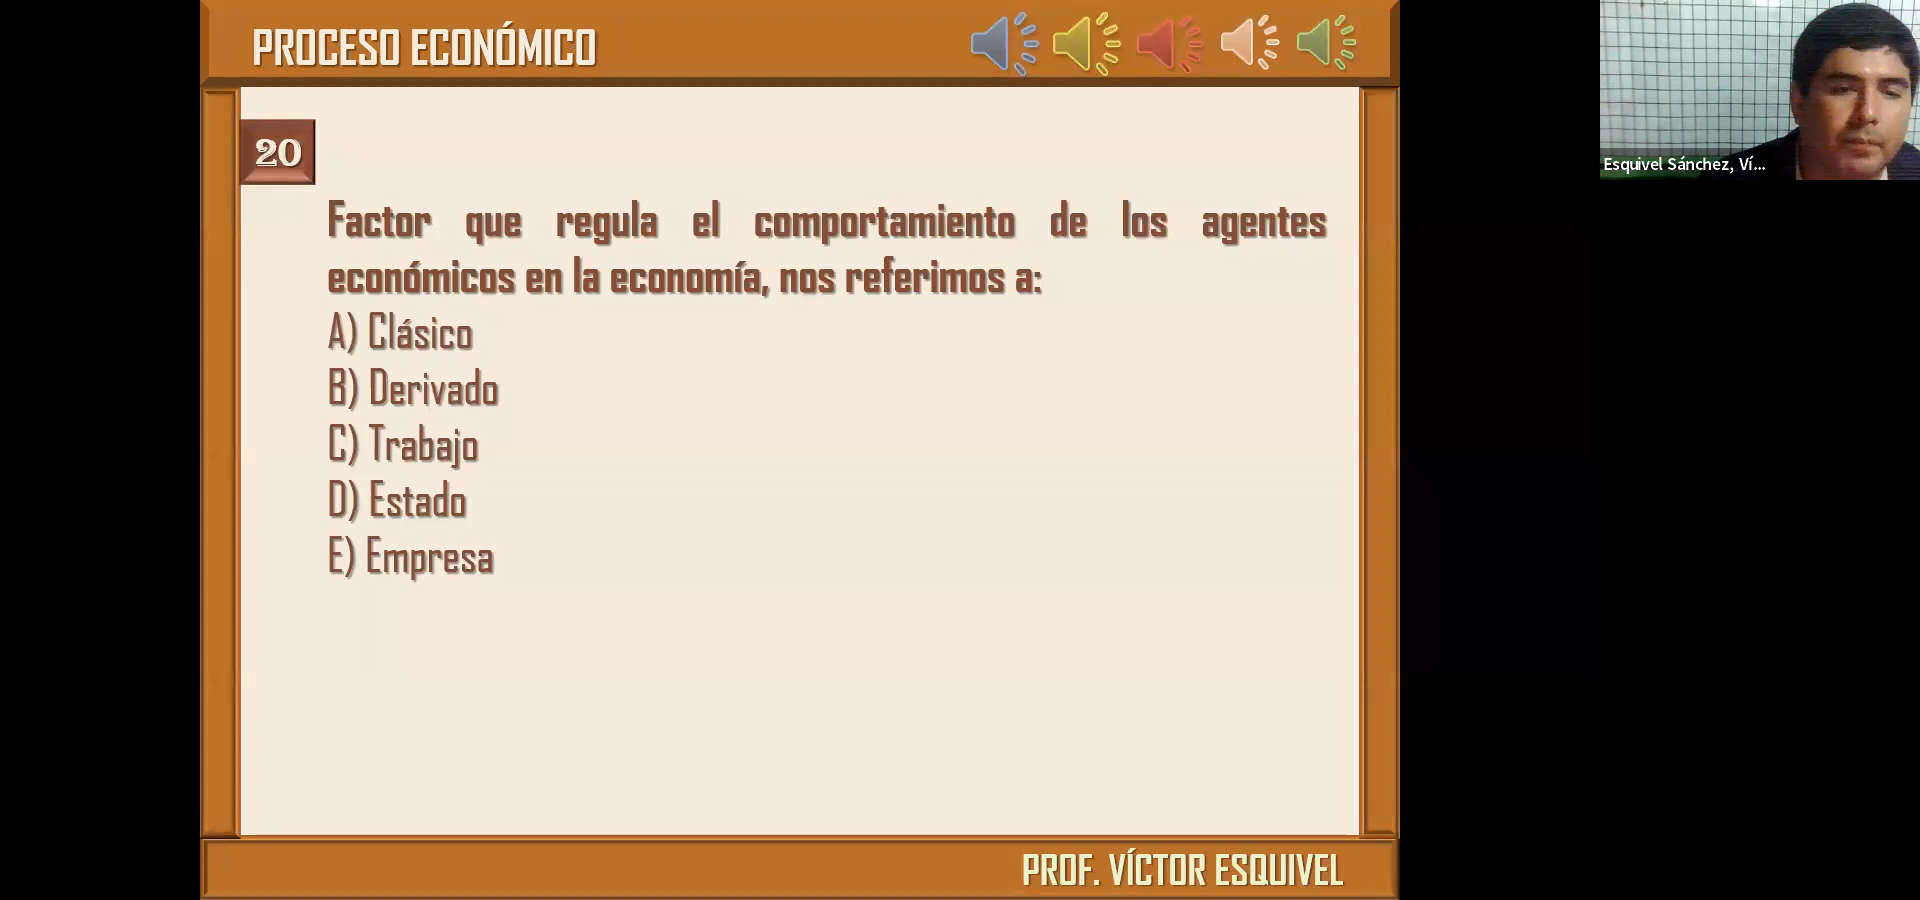 PROCESO ECONÓMICO
20
Factor que regula el comportamiento de los agentes
económicos en la economía, nos referimos a:
A) Clásico
B) Derivado
C) Trabajo
D) Estado
E) Empresa
PROF. VÍCTOR ESQUIVEL
Esquivel Sánchez, Ví...